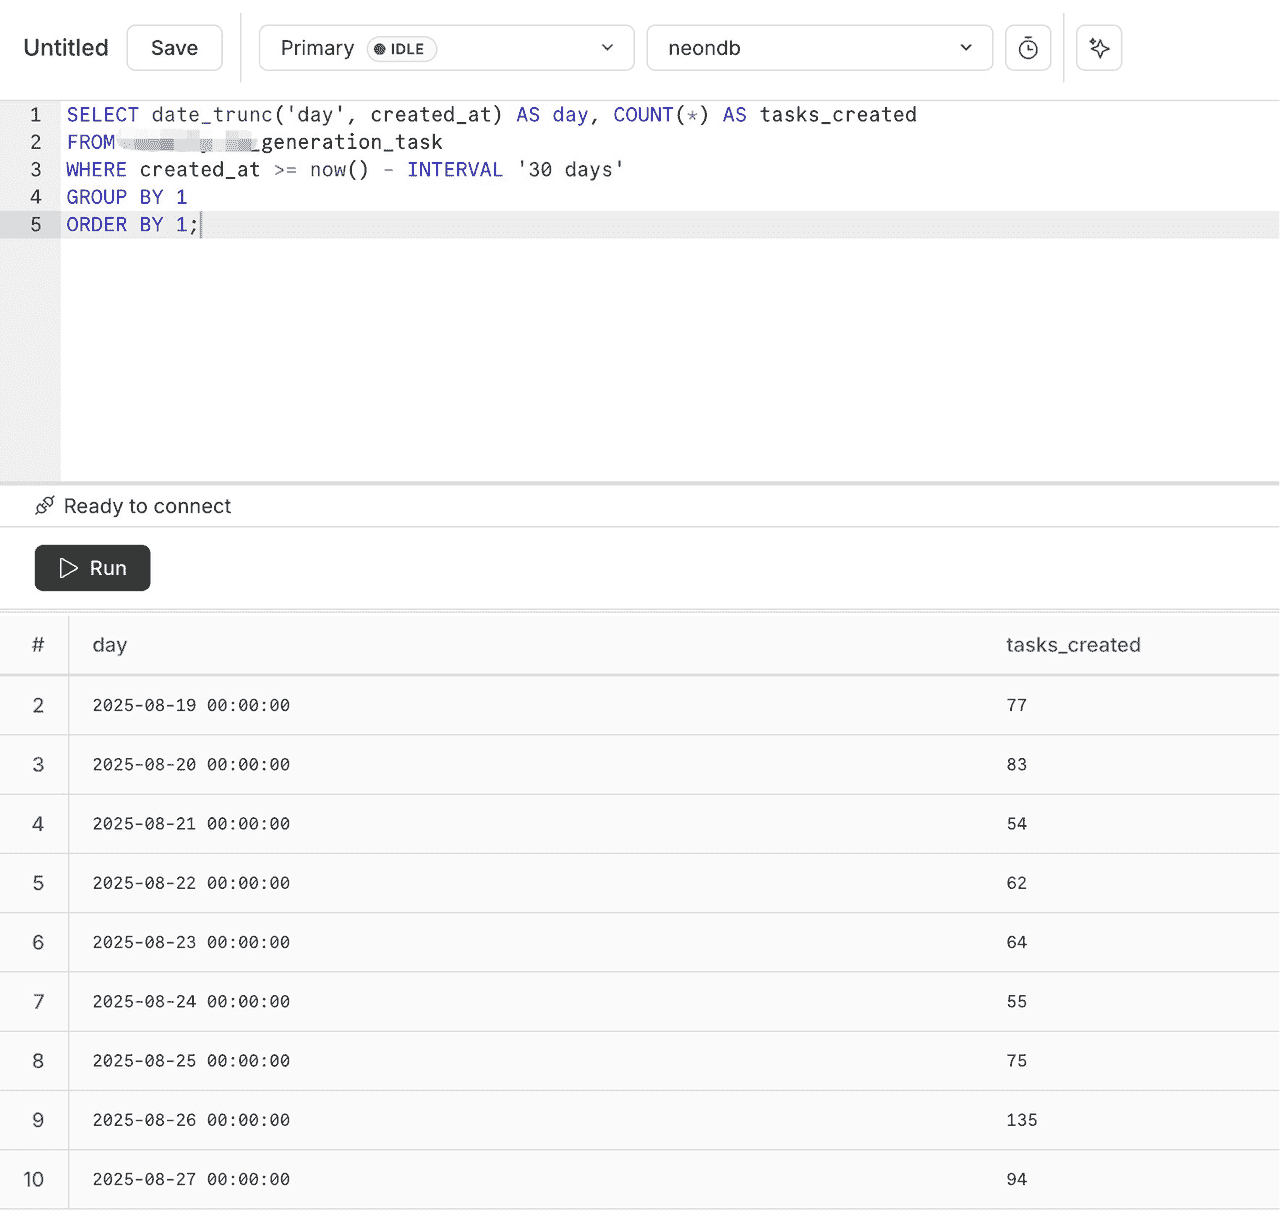 Untitled Save Primary IDLE neondb
1 SELECT date_trunc('day', created_at) AS day, COUNT(*) AS tasks_created
2 FROM _generation_task
3 WHERE created_at >= now() - INTERVAL '30 days'
4 GROUP BY 1
5 ORDER BY 1;
Ready to connect
Run
# day tasks_created
2 2025-08-19 00:00:00 77
3 2025-08-20 00:00:00 83
4 2025-08-21 00:00:00 54
5 2025-08-22 00:00:00 62
6 2025-08-23 00:00:00 64
7 2025-08-24 00:00:00 55
8 2025-08-25 00:00:00 75
9 2025-08-26 00:00:00 135
10 2025-08-27 00:00:00 94